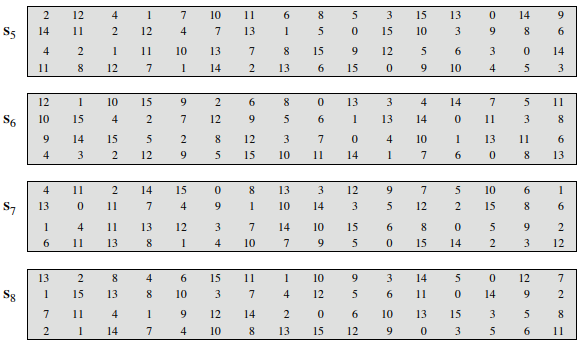 S5
2 12 4 1 7 10 11 6 8 5 3 15 13 0 14 9
14 11 2 12 4 7 13 1 5 0 15 10 3 9 8 6
4 2 1 11 10 13 7 8 15 9 12 5 6 3 0 14
11 8 12 7 1 14 2 13 6 15 0 9 10 4 5 3
S6
12 1 10 15 9 2 6 8 0 13 3 4 14 7 5 11
10 15 4 2 7 12 9 5 6 1 13 14 0 11 3 8
9 14 15 5 2 8 12 3 7 0 4 10 1 13 11 6
4 3 2 12 9 5 15 10 11 14 1 7 6 0 8 13
S7
4 11 2 14 15 0 8 13 3 12 9 7 5 10 6 1
13 0 11 7 4 9 1 10 14 3 5 12 2 15 8 6
1 4 11 13 12 3 7 14 10 15 6 8 0 5 9 2
6 11 13 8 1 4 10 7 9 5 0 15 14 2 3 12
S8
13 2 8 4 6 15 11 1 10 9 3 14 5 0 12 7
1 15 13 8 10 3 7 4 12 5 6 11 0 14 9 2
7 11 4 1 9 12 14 2 0 6 10 13 15 3 5 8
2 1 14 7 4 10 8 13 15 12 9 0 3 5 6 11